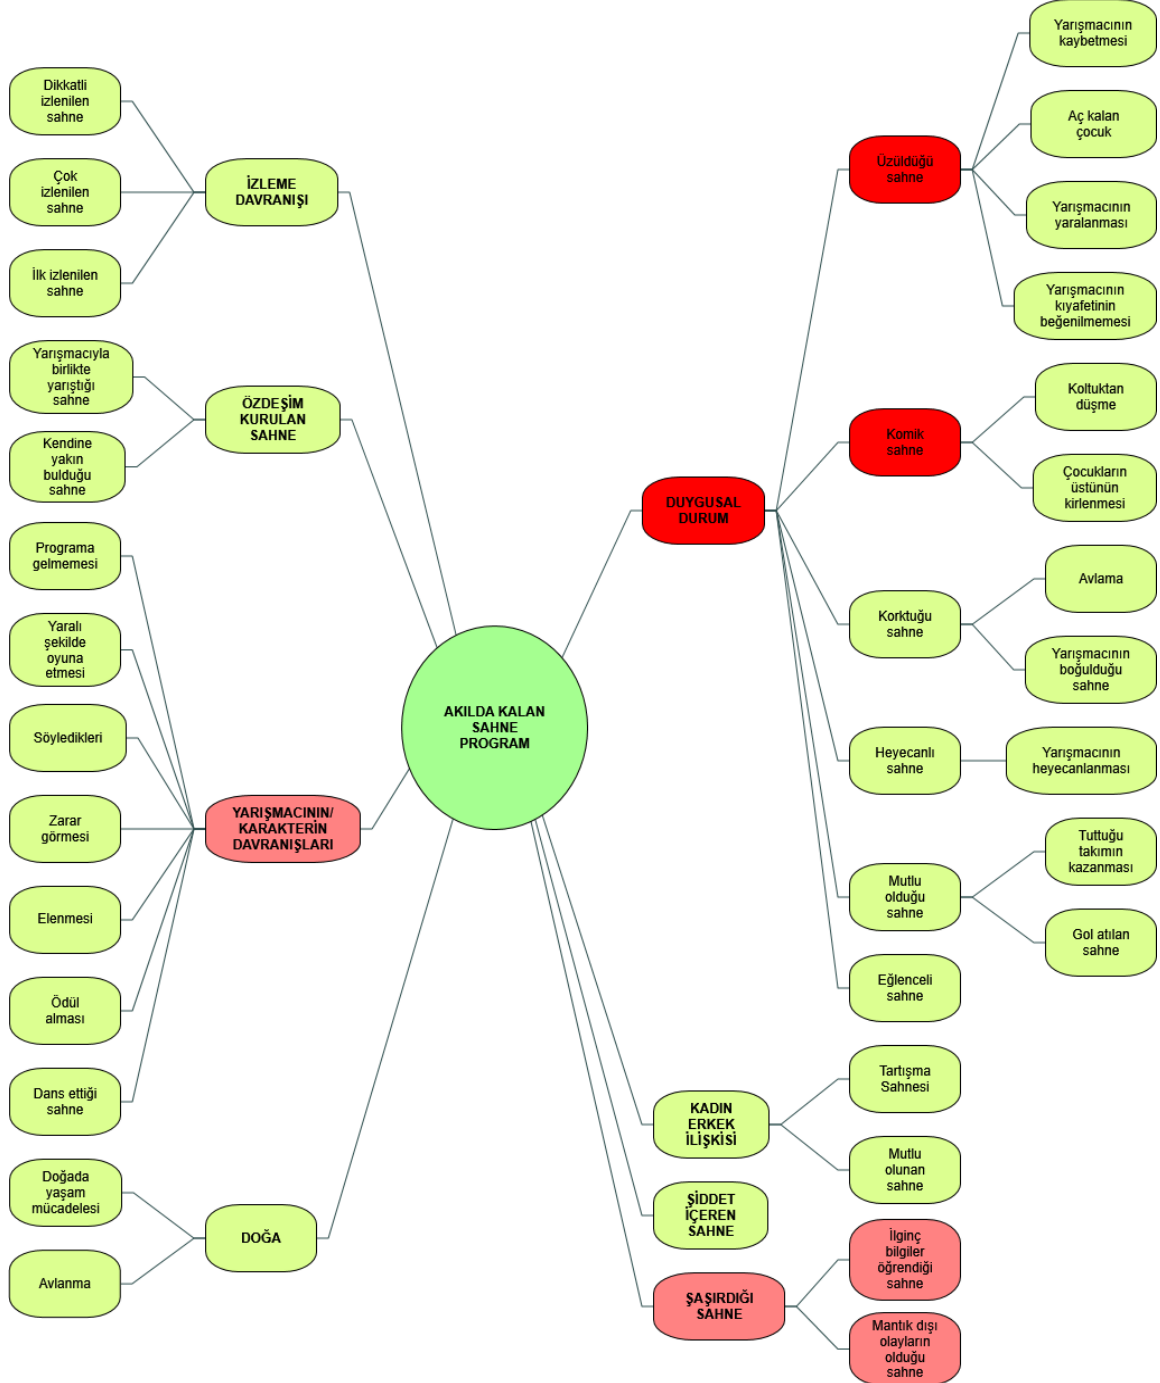 Dikkatli
izlenilen
sahne
Çok
izlenilen
sahne
İlk izlenilen
sahne
İZLEME
DAVRANIŞI
Yarışmacıyla
birlikte
yarıştığı
sahne
Kendine
yakın
bulduğu
sahne
ÖZDEŞİM
KURULAN
SAHNE
Programa
gelmemesi
Yaralı
şekilde
oyuna
etmesi
Söyledikleri
Zarar
görmesi
Elenmesi
Ödül
alması
Dans ettiği
sahne
YARIŞMACININ/
KARAKTERİN
DAVRANIŞLARI
Doğada
yaşam
mücadelesi
Avlanma
DOĞA
AKILDA KALAN
SAHNE
PROGRAM
DUYGUSAL
DURUM
Üzüldüğü
sahne
Yarışmacının
kaybetmesi
Aç kalan
çocuk
Yarışmacının
yaralanması
Yarışmacının
kıyafetinin
beğenilmemesi
Komik
sahne
Koltuktan
düşme
Çocukların
üstünün
kirlenmesi
Korktuğu
sahne
Avlama
Yarışmacının
boğulduğu
sahne
Heyecanlı
sahne
Yarışmacının
heyecanlanması
Mutlu
olduğu
sahne
Tuttuğu
takımın
kazanması
Gol atılan
sahne
Eğlenceli
sahne
KADIN
ERKEK
İLİŞKİSİ
Tartışma
Sahnesi
Mutlu
olunan
sahne
ŞİDDET
İÇEREN
SAHNE
ŞAŞIRDIĞI
SAHNE
İlginç
bilgiler
öğrendiği
sahne
Mantık dışı
olayların
olduğu
sahne